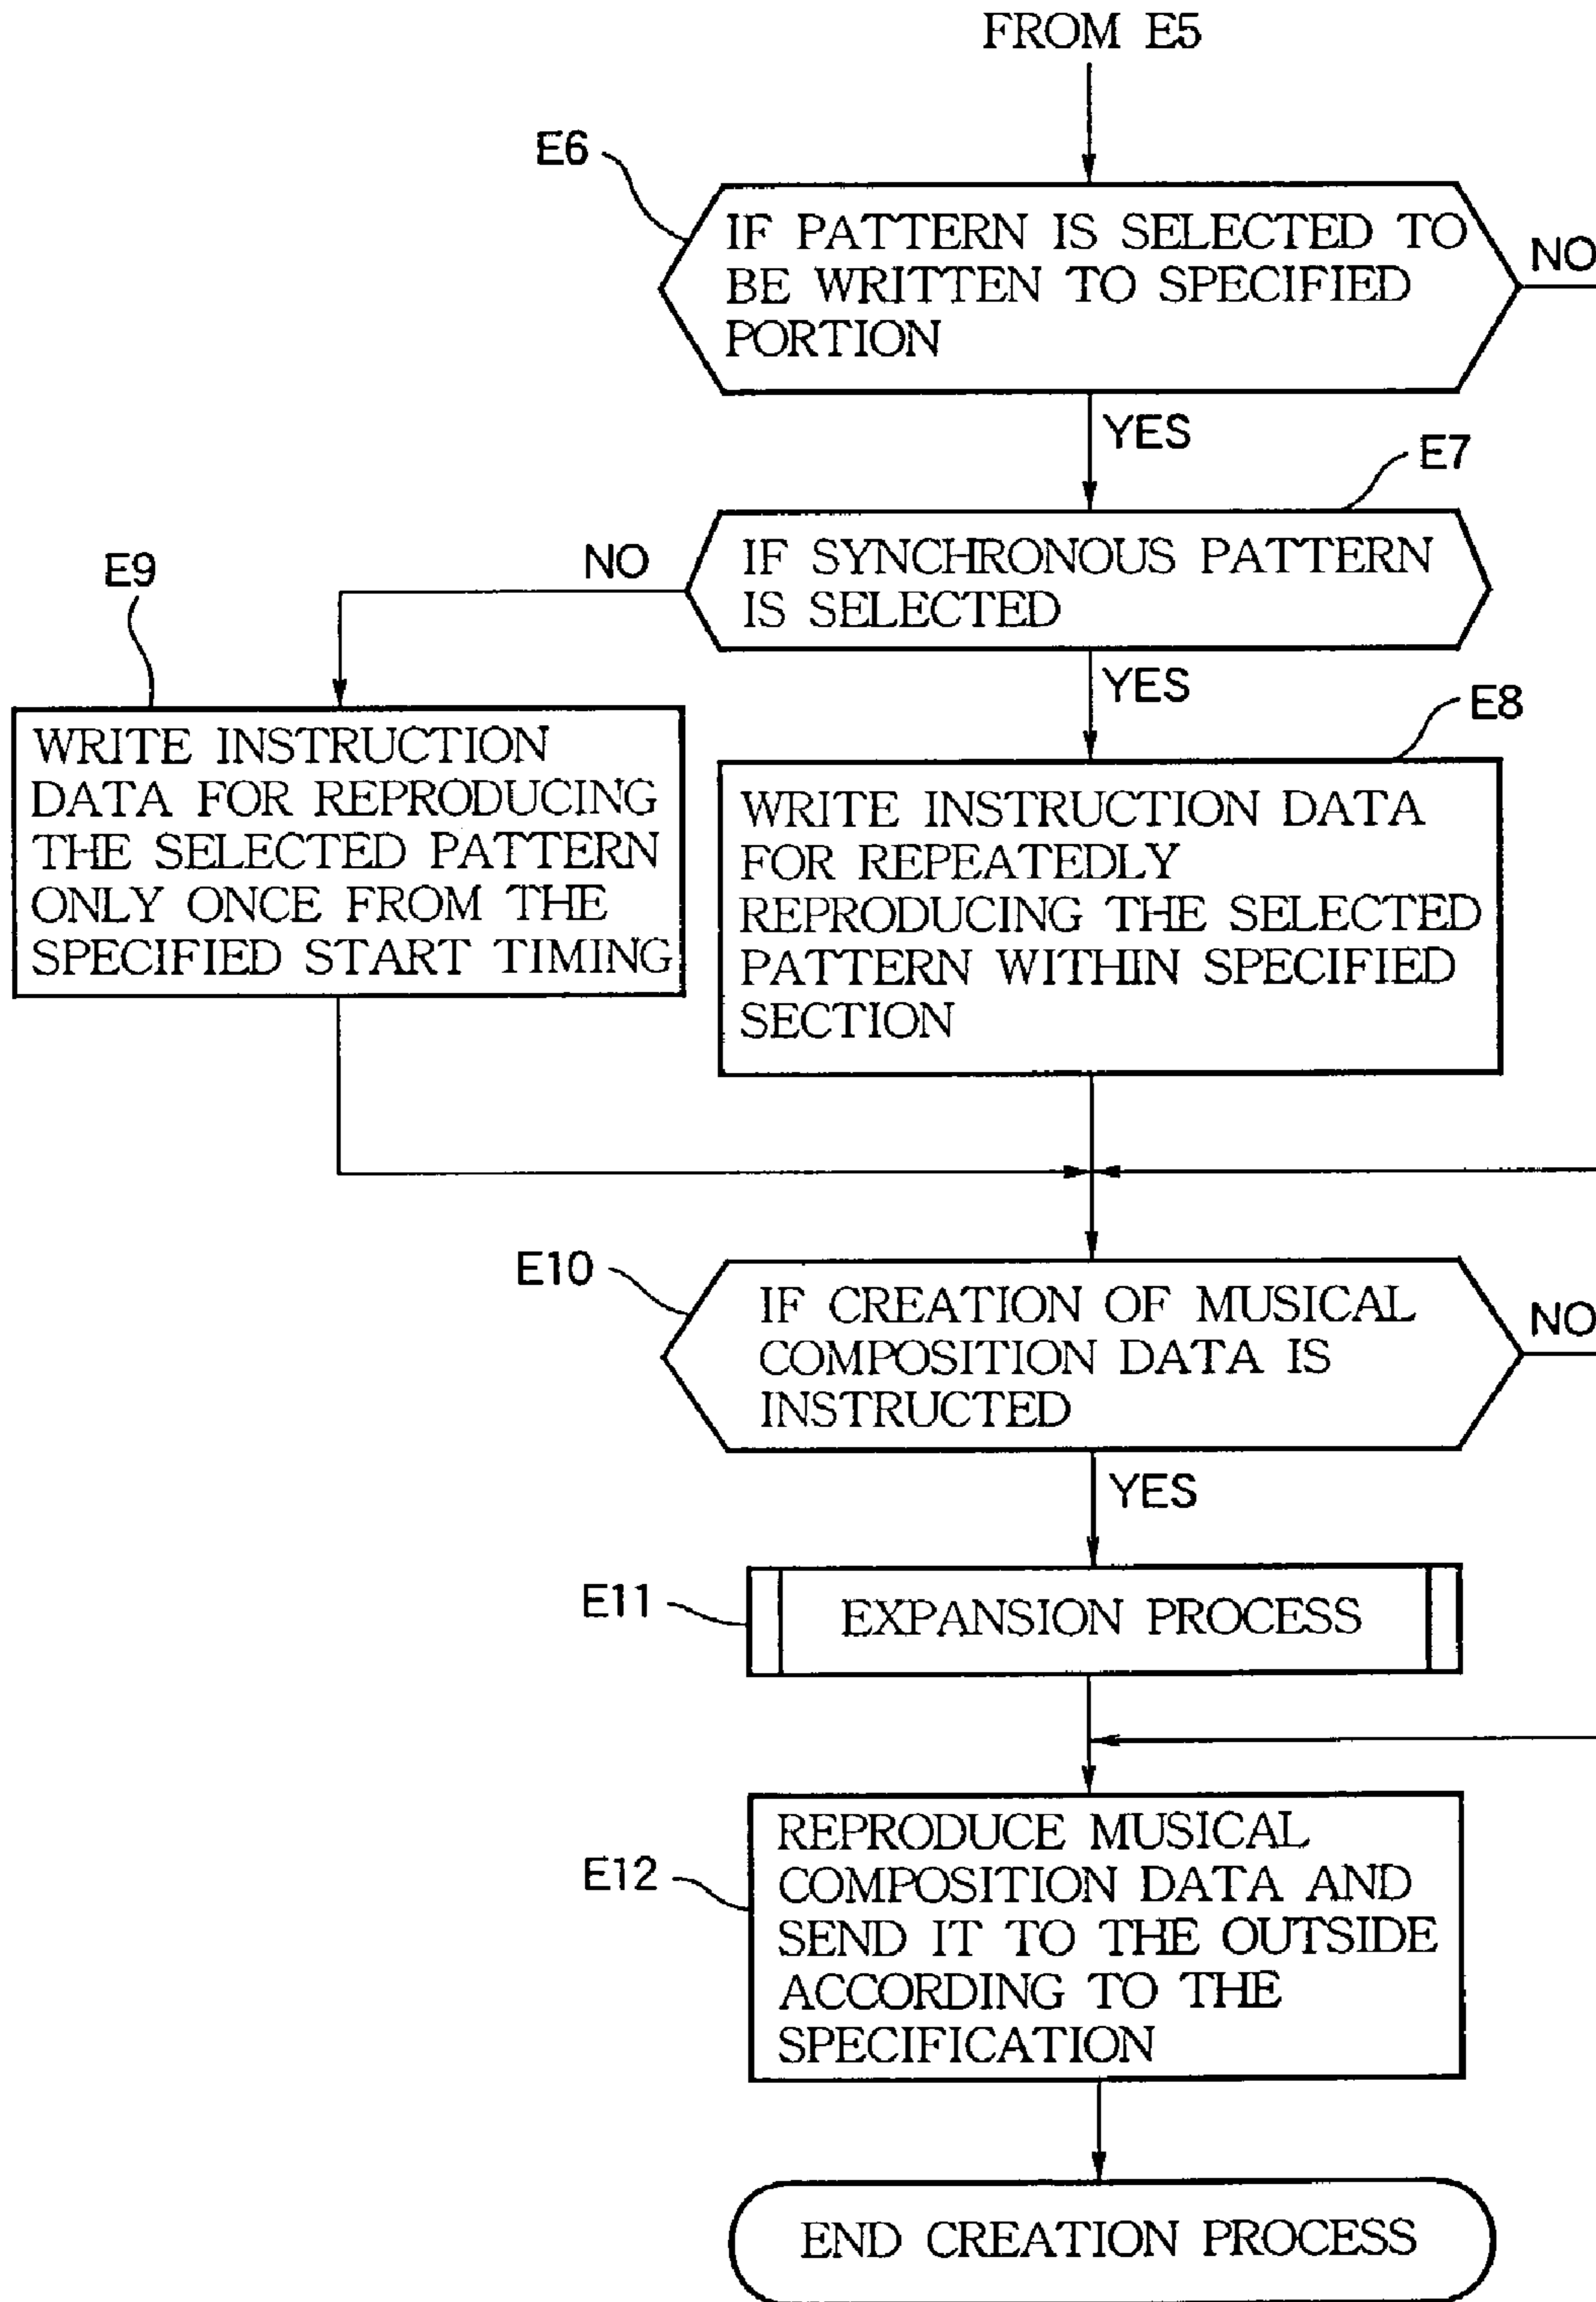 FROM E5
E6
IF PATTERN IS SELECTED TO
BE WRITTEN TO SPECIFIED
PORTION
NO
YES
E7
IF SYNCHRONOUS PATTERN
IS SELECTED
NO
E9
YES
E8
WRITE INSTRUCTION
DATA FOR REPRODUCING
THE SELECTED PATTERN
ONLY ONCE FROM THE
SPECIFIED START TIMING
WRITE INSTRUCTION DATA
FOR REPEATEDLY
REPRODUCING THE SELECTED
PATTERN WITHIN SPECIFIED
SECTION
E10
IF CREATION OF MUSICAL
COMPOSITION DATA IS
INSTRUCTED
NO
YES
E11
EXPANSION PROCESS
E12
REPRODUCE MUSICAL
COMPOSITION DATA AND
SEND IT TO THE OUTSIDE
ACCORDING TO THE
SPECIFICATION
END CREATION PROCESS